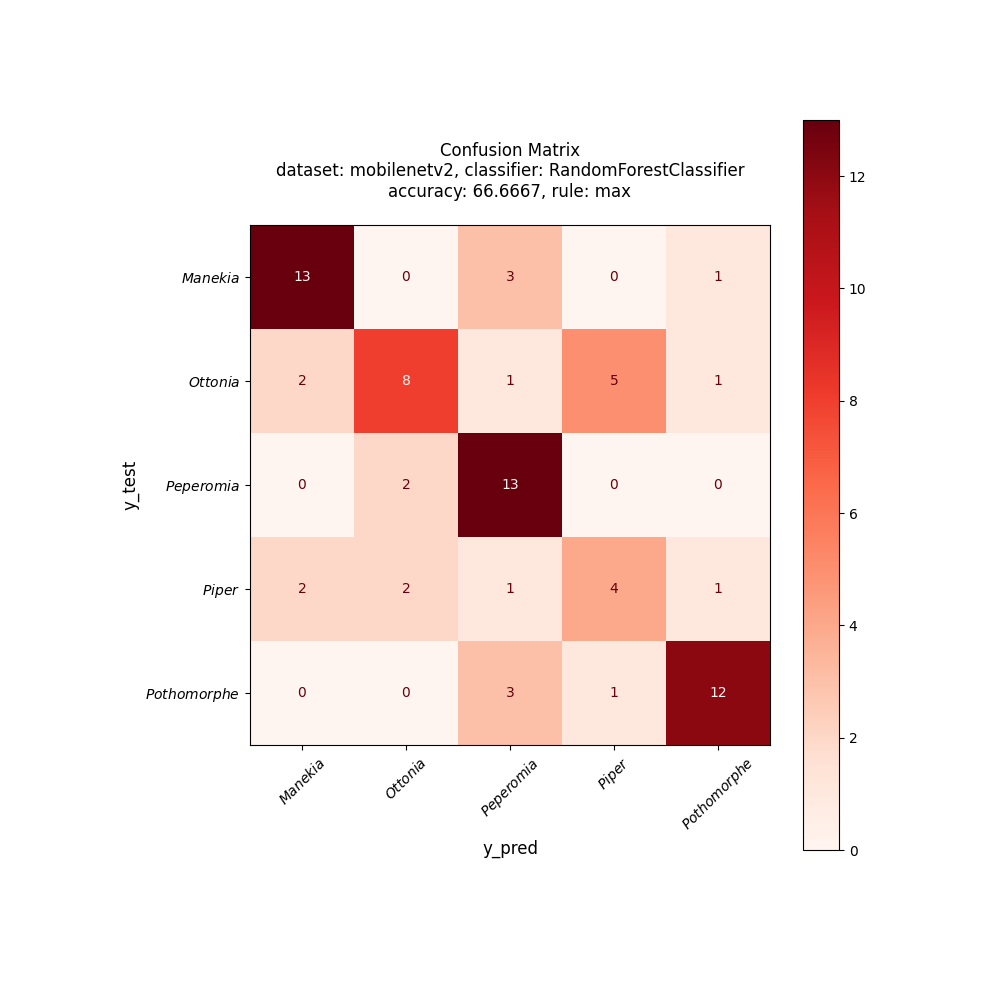 Confusion Matrix
dataset: mobilenetv2, classifier: RandomForestClassifier
accuracy: 66.6667, rule: max
Manekia 13 0 3 0 1
Ottonia 2 8 1 5 1
Peperomia 0 2 13 0 0
Piper 2 2 1 4 1
Pothomorphe 0 0 3 1 12
Manekia Ottonia Peperomia Piper Pothomorphe
y_pred
y_test
12
10
8
6
4
2
0